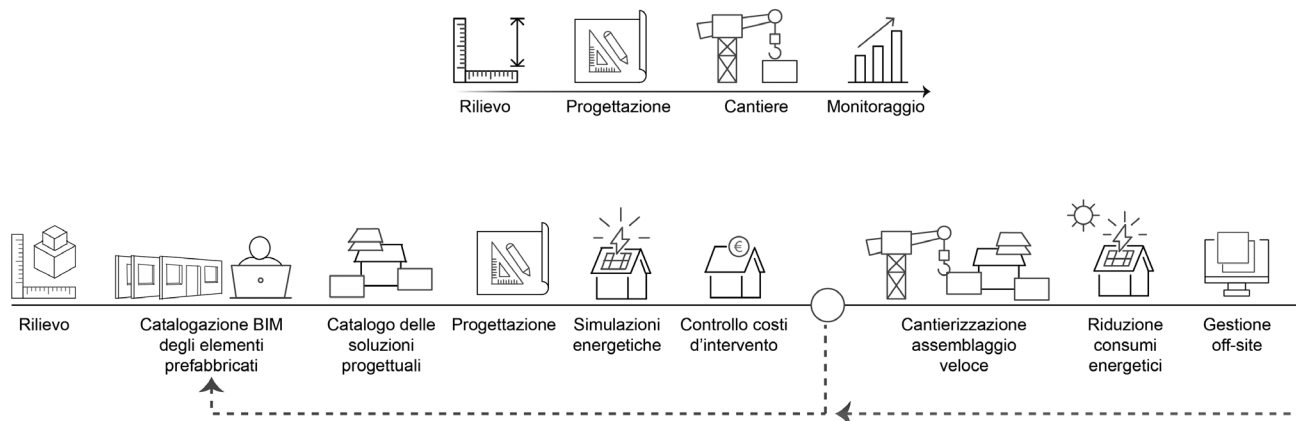 Rilievo
Progettazione
Cantiere
Monitoraggio
€
Rilievo
Catalogazione BIM
degli elementi
prefabbricati
Catalogo delle
soluzioni
progettuali
Progettazione
Simulazioni
energetiche
Controllo costi
d’intervento
Cantierizzazione
assemblaggio
veloce
Riduzione
consumi
energetici
Gestione
off-site